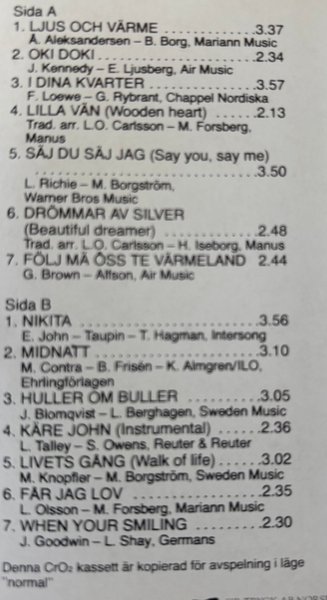 Sida A
1. LJUS OCH VÄRME ..................3.37
A. Aleksandersen – B. Borg, Mariann Music
2. OKI DOKI ..............................2.34
J. Kennedy – E. Ljusberg, Air Music
3. I DINA KVARTER .....................3.57
F. Loewe – G. Rybrant, Chappel Nordiska
4. LILLA VÄN (Wooden heart) ......2.13
Trad. arr. L.O. Carlsson – M. Forsberg,
Manus
5. SÄJ DU SÄJ JAG (Say you, say me)
..............................................3.50
L. Richie – M. Borgström,
Warner Bros Music
6. DRÖMMAR AV SILVER
(Beautiful dreamer) ..................2.48
Trad. arr. L.O. Carlsson – H. Iseborg, Manus
7. FÖLJ MÄ ÖSS TE VÄRMELAND 2.44
G. Brown – Alfson, Air Music
Sida B
1. NIKITA .................................3.56
E. John – Taupin – T. Hagman, Intersong
2. MIDNATT .............................3.10
M. Contra – B. Frisén – K. Almgren/ILO,
Ehrlingförlagen
3. HULLER OM BULLER ............3.05
J. Blomqvist – L. Berghagen, Sweden Music
4. KÄRE JOHN (Instrumental) .....2.36
L. Talley – S. Owens, Reuter & Reuter
5. LIVETS GÅNG (Walk of life) .....3.02
M. Knopfler – M. Borgström, Sweden Music
6. FÅR JAG LOV ......................2.35
L. Olsson – M. Forsberg, Mariann Music
7. WHEN YOUR SMILING ...........2.30
J. Goodwin – L. Shay, Germans
Denna CrO₂ kassett är kopierad för avspelning i läge
"normal"